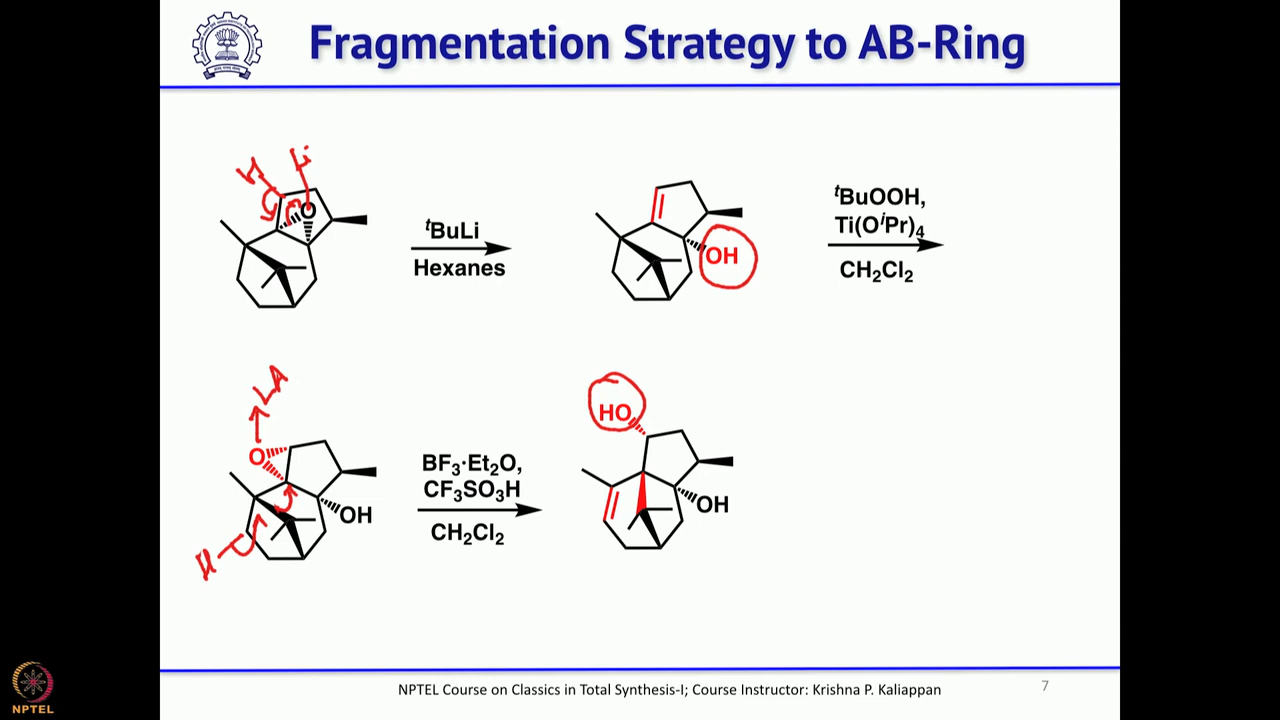 Fragmentation Strategy to AB-Ring
H Li
O
tBuLi
Hexanes
OH
tBuOOH,
Ti(OiPr)4
CH2Cl2
LA
O
OH
H
BF3·Et2O,
CF3SO3H
CH2Cl2
HO
OH
NPTEL Course on Classics in Total Synthesis-I; Course Instructor: Krishna P. Kaliappan
7
NPTEL